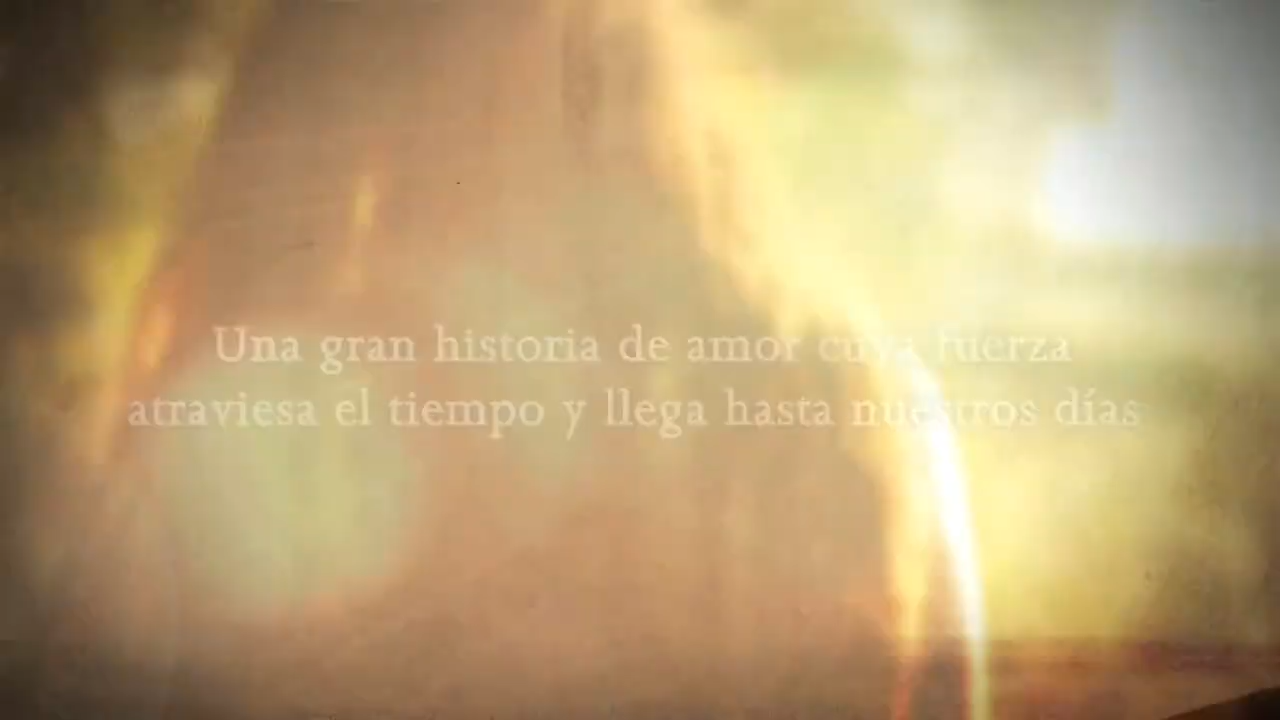 Una gran historia de amor cuya fuerza
atraviesa el tiempo y llega hasta nuestros días